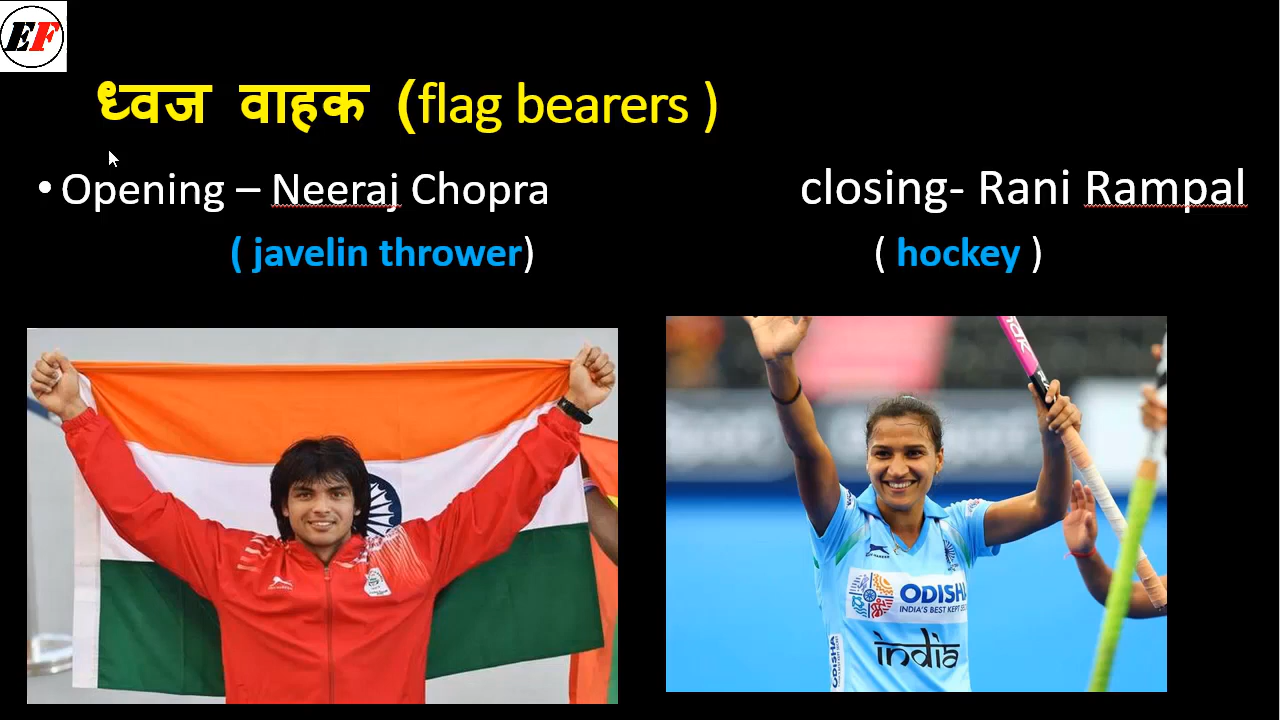 EF
ध्वज वाहक (flag bearers )
• Opening – Neeraj Chopra
closing- Rani Rampal
( javelin thrower)
( hockey )
ODISHA
INDIA'S BEST KEPT
india
ODISHA